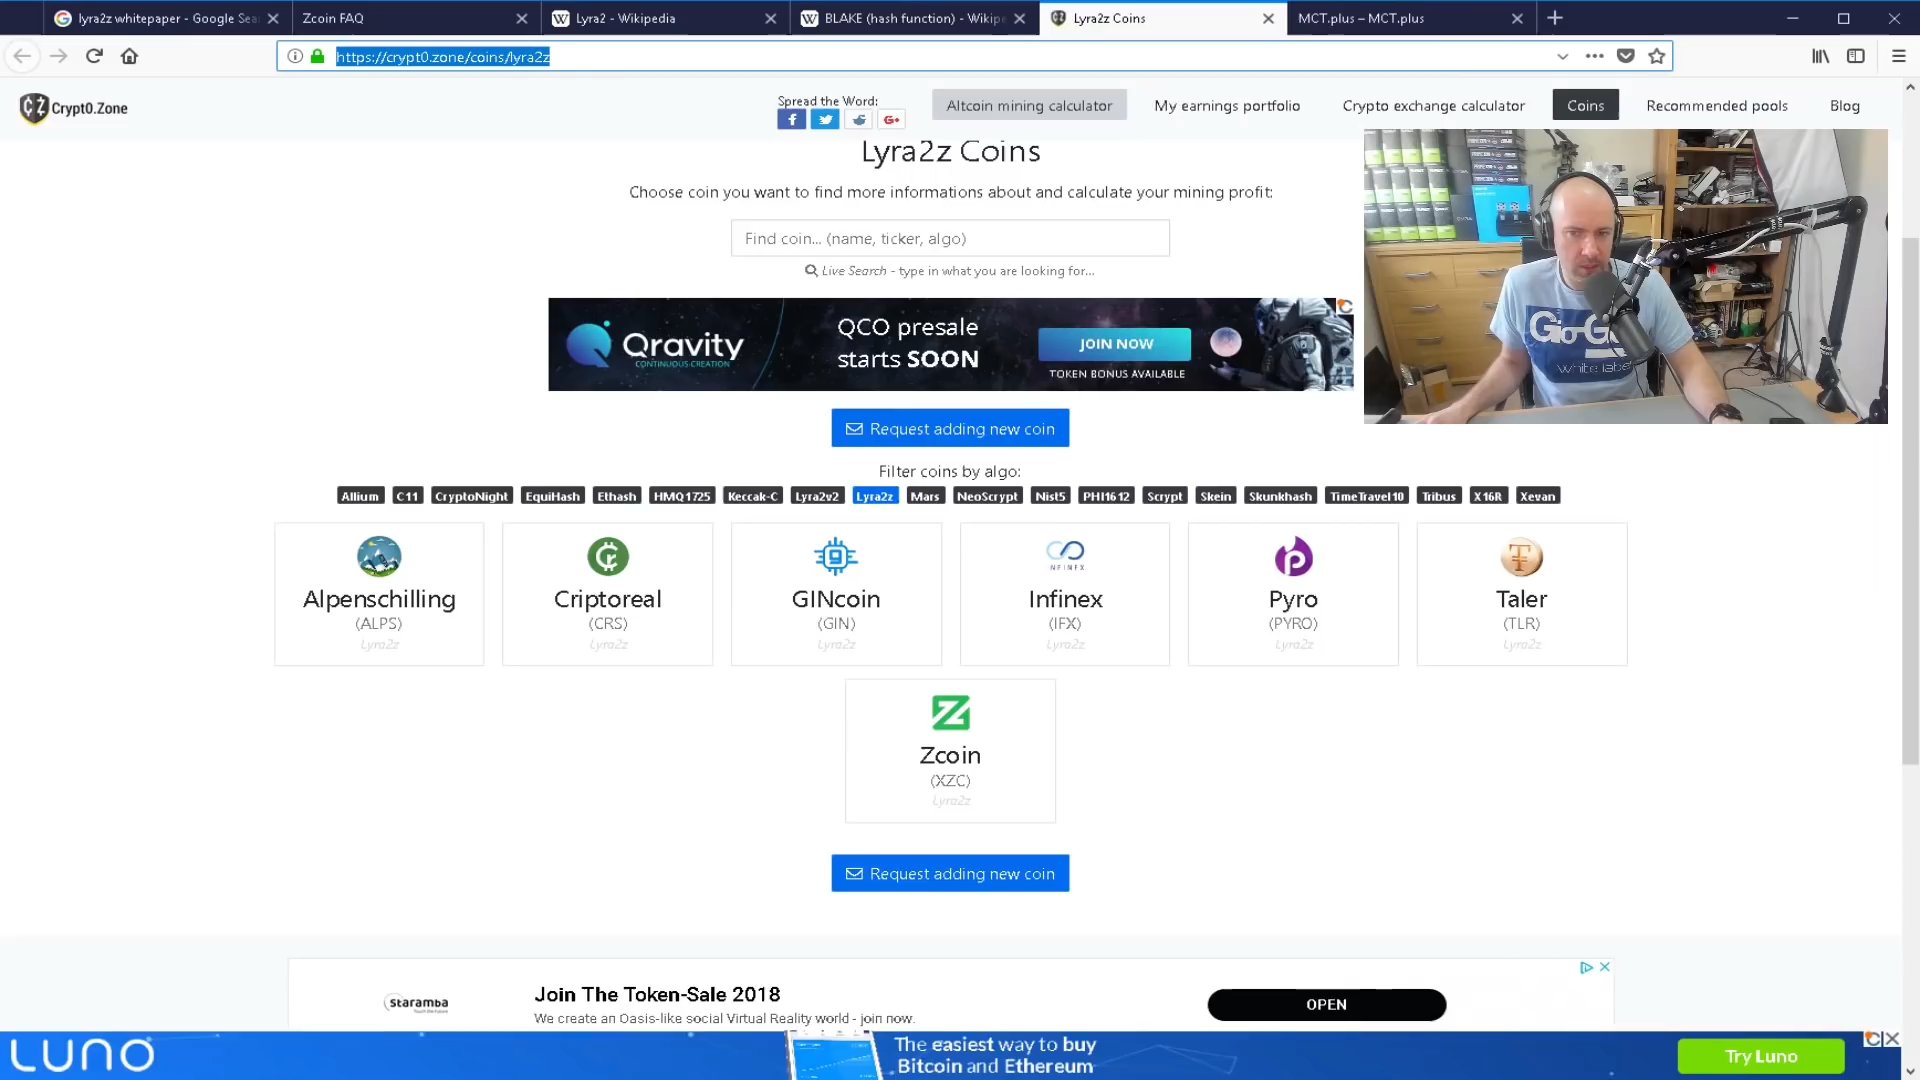 lyra2z whitepaper - Google Sea
Zcoin FAQ
Lyra2 - Wikipedia
BLAKE (hash function) - Wikipe
Lyra2z Coins
MCT.plus – MCT.plus
https://crypt0.zone/coins/lyra2z
Crypt0.Zone
Spread the Word:
Altcoin mining calculator
My earnings portfolio
Crypto exchange calculator
Coins
Recommended pools
Blog
Lyra2z Coins
Choose coin you want to find more informations about and calculate your mining profit:
Find coin... (name, ticker, algo)
Live Search - type in what you are looking for...
Qravity
CONTINUOUS CREATION
QCO presale
starts SOON
JOIN NOW
TOKEN BONUS AVAILABLE
Gio-Gi
white label
Request adding new coin
Filter coins by algo:
Allium C11 CryptoNight EquiHash Ethash HMQ1725 Keccak-C Lyra2v2 Lyra2z Mars NeoScrypt Nist5 PHI1612 Scrypt Skein Skunkhash TimeTravel10 Tribus X16R Xevan
Alpenschilling
(ALPS)
Lyra2z
Criptoreal
(CRS)
Lyra2z
GINcoin
(GIN)
Lyra2z
INFINEX
Infinex
(IFX)
Lyra2z
Pyro
(PYRO)
Lyra2z
Taler
(TLR)
Lyra2z
Zcoin
(XZC)
Lyra2z
Request adding new coin
staramba
Join The Token-Sale 2018
We create an Oasis-like social Virtual Reality world - join now.
OPEN
LUNO
The easiest way to buy
Bitcoin and Ethereum
Try Luno